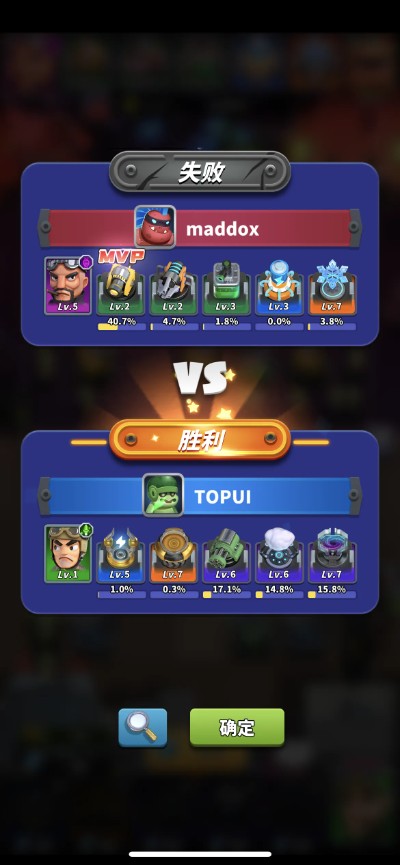 失败
maddox
MVP
Lv.5 Lv.2 Lv.2 Lv.3 Lv.3 Lv.7
40.7% 4.7% 1.8% 0.0% 3.8%
VS
胜利
TOPUI
Lv.1 Lv.5 Lv.7 Lv.6 Lv.6 Lv.7
1.0% 0.3% 17.1% 14.8% 15.8%
确定